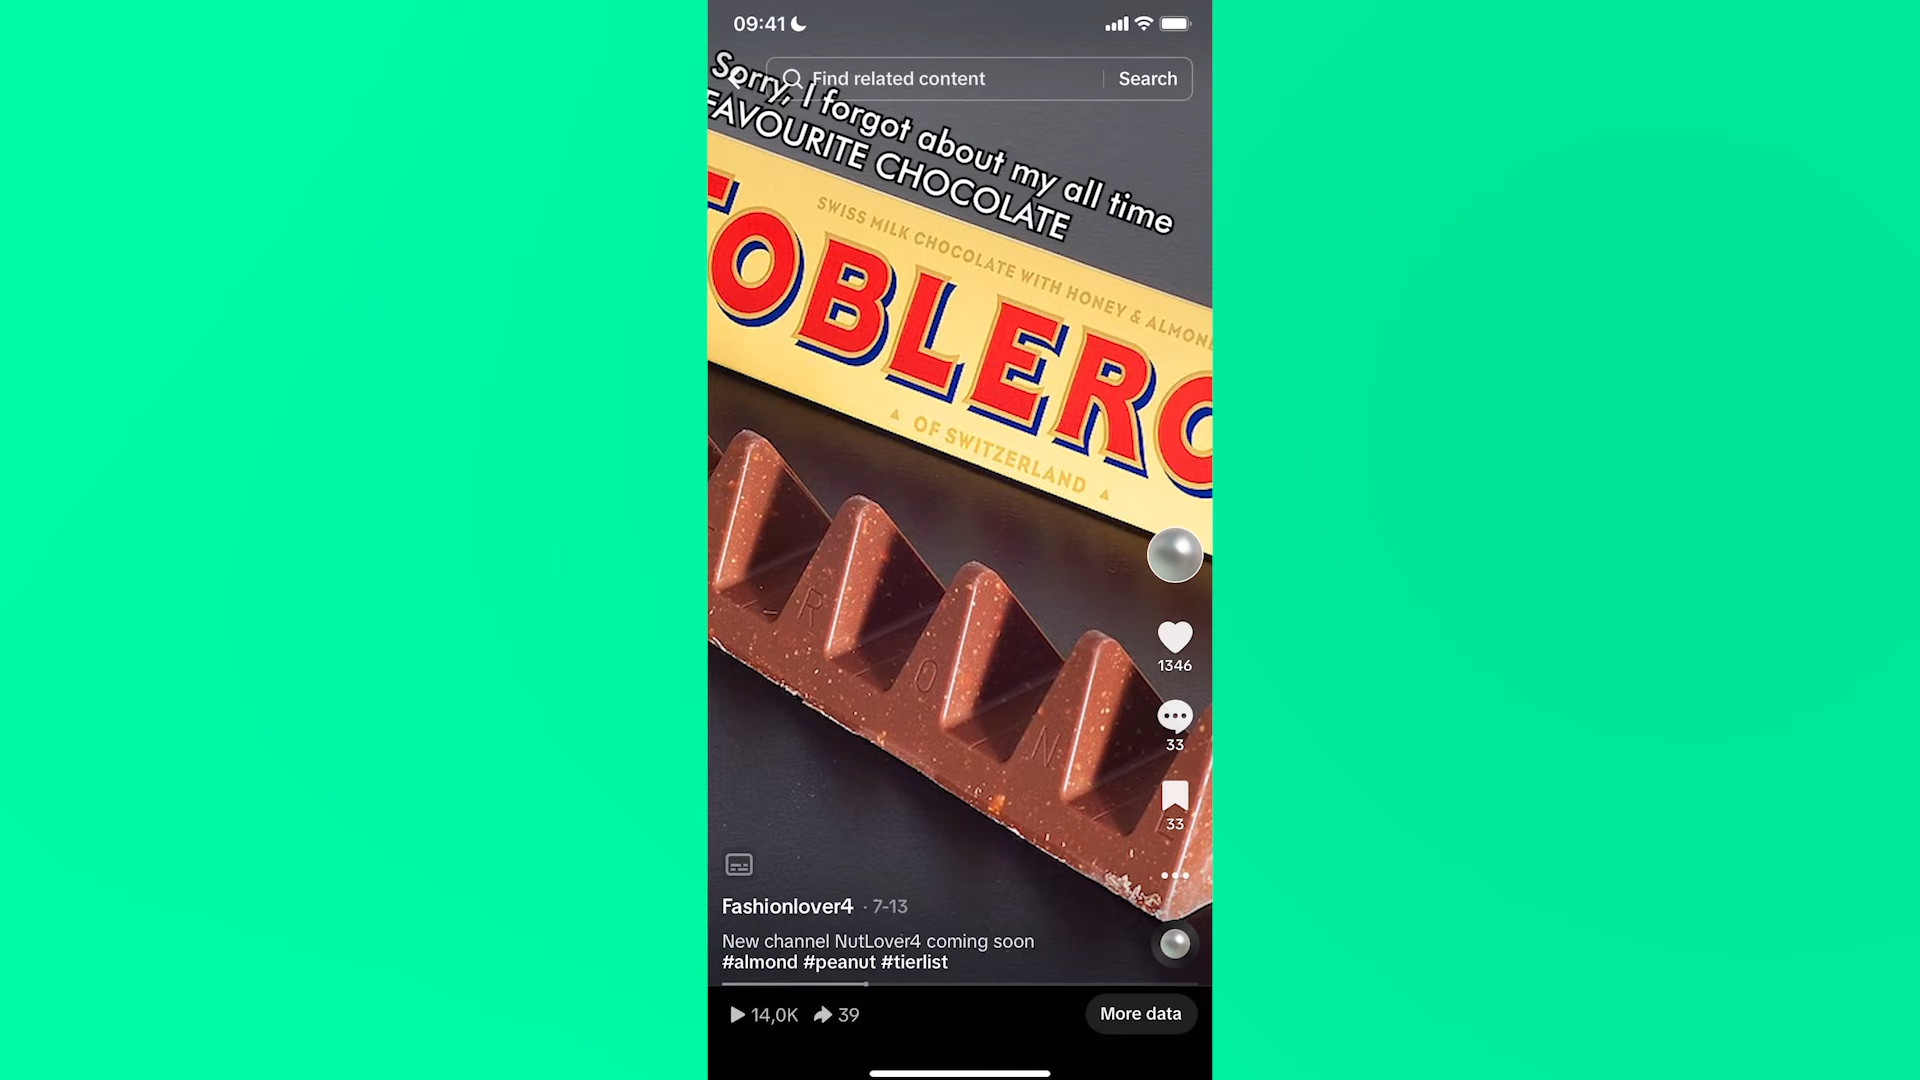 09:41
Find related content
Search
Sorry, I forgot about my all time
FAVOURITE CHOCOLATE
SWISS MILK CHOCOLATE WITH HONEY & ALMON
TOBLERO
OF SWITZERLAND
R
O
N
E
1346
33
33
Fashionlover4 · 7-13
New channel NutLover4 coming soon
#almond #peanut #tierlist
14,0K
39
More data